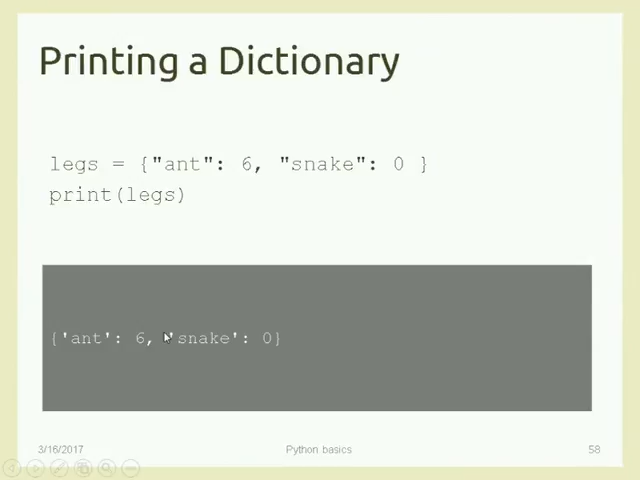 Printing a Dictionary
legs = {"ant": 6, "snake": 0 }
print(legs)
{'ant': 6, 'snake': 0}
3/16/2017
Python basics
58